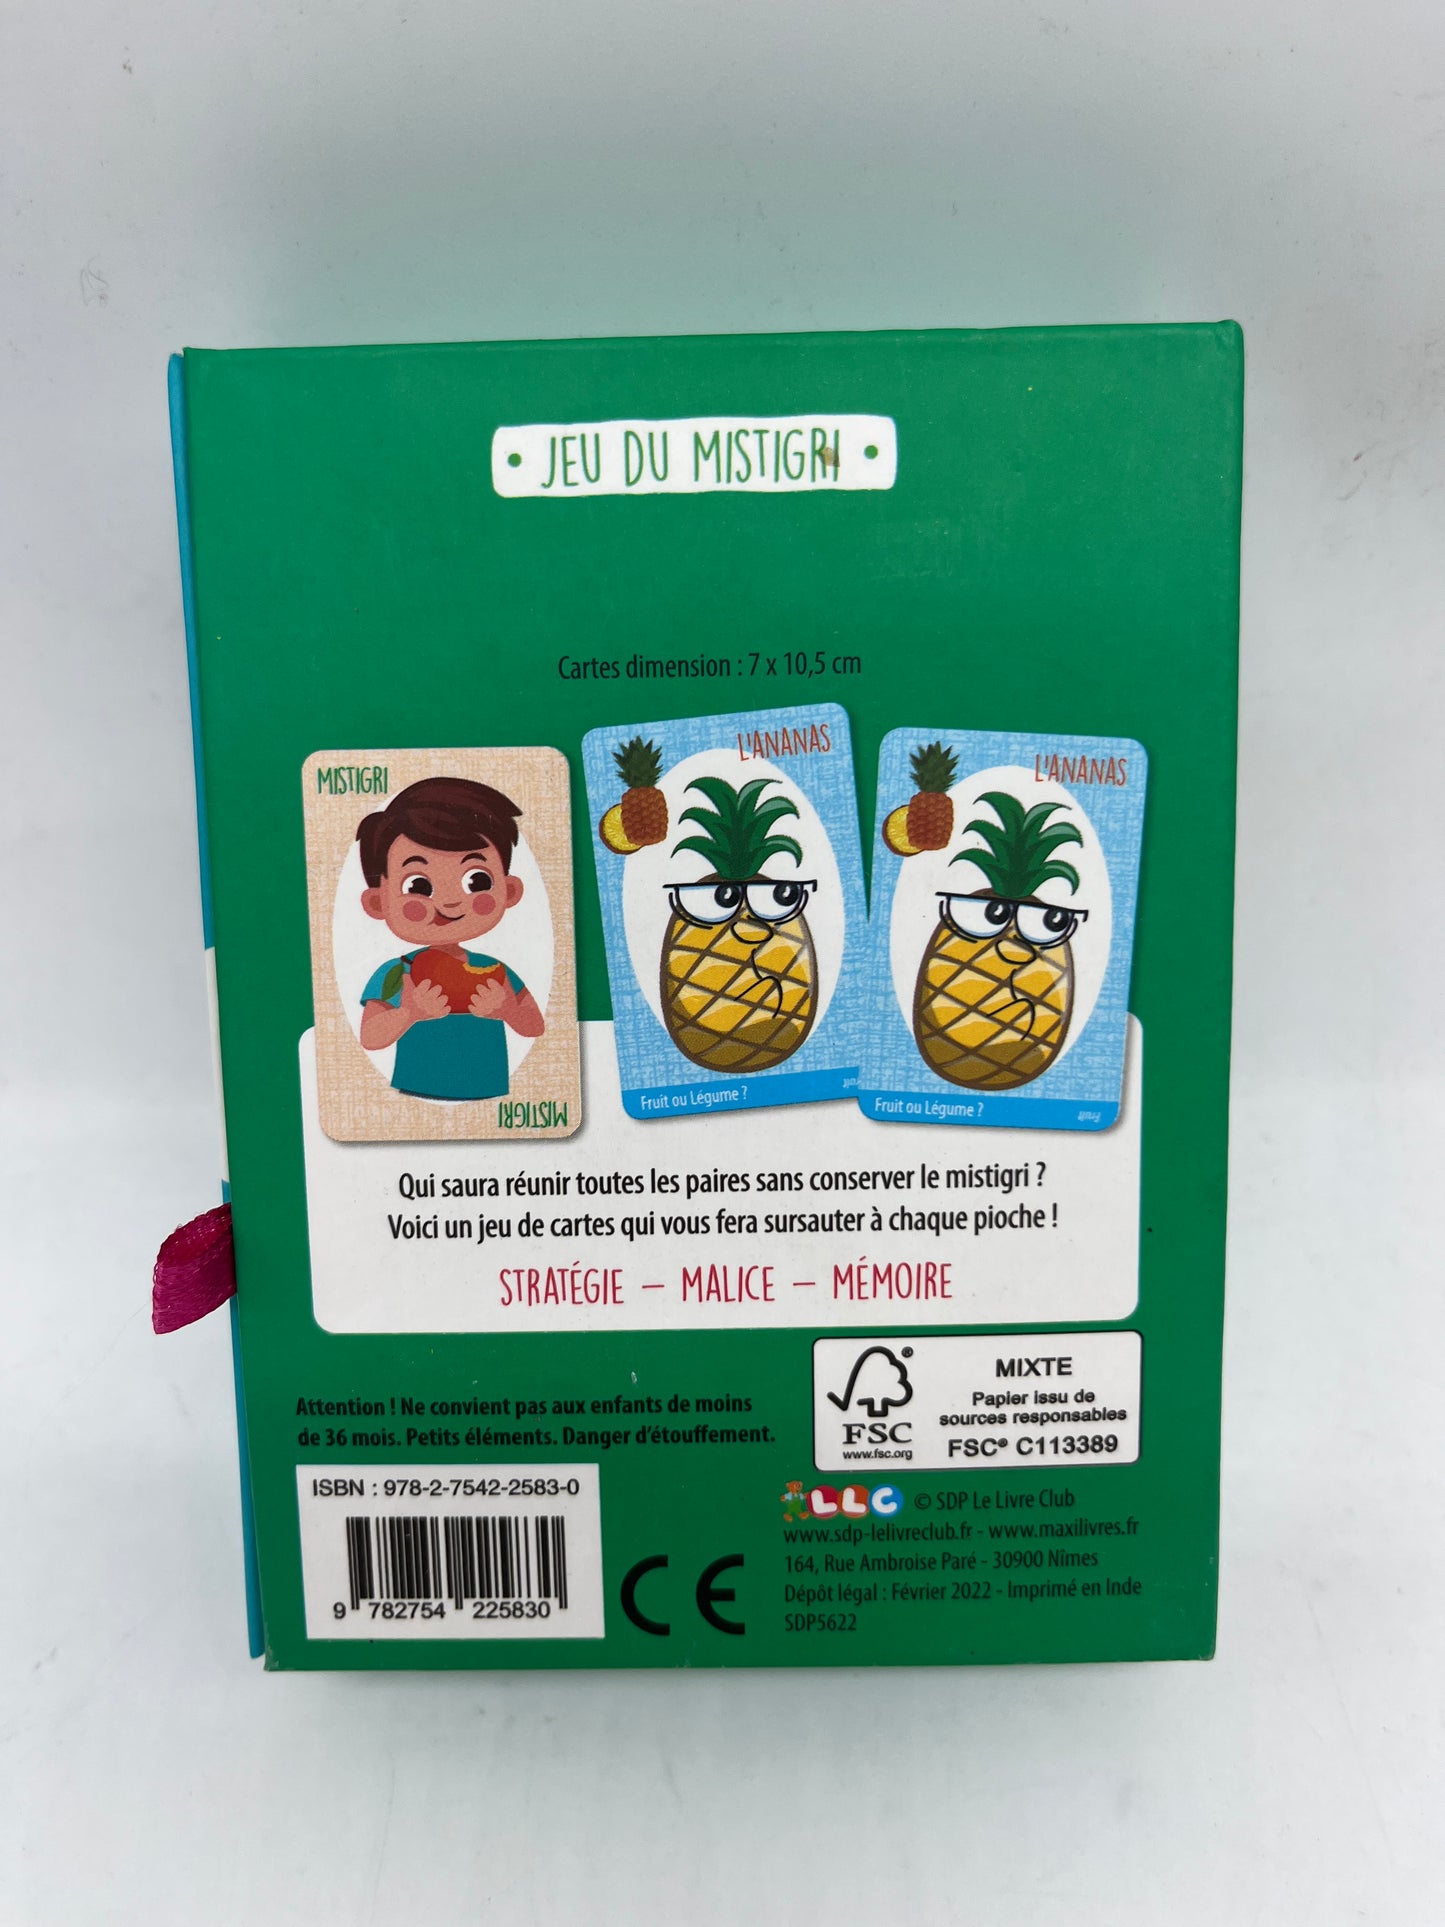 • JEU DU MISTIGRI •
Cartes dimension : 7 x 10,5 cm
MISTIGRI
MISTIGRI
L'ANANAS
Fruit ou Légume ?
Fruit
L'ANANAS
Fruit ou Légume ?
Fruit
Qui saura réunir toutes les paires sans conserver le mistigri ?
Voici un jeu de cartes qui vous fera sursauter à chaque pioche !
STRATÉGIE – MALICE – MÉMOIRE
Attention ! Ne convient pas aux enfants de moins
de 36 mois. Petits éléments. Danger d'étouffement.
FSC
www.fsc.org
MIXTE
Papier issu de
sources responsables
FSC® C113389
ISBN : 978-2-7542-2583-0
9 782754 225830
CE
LLC © SDP Le Livre Club
www.sdp-lelivreclub.fr - www.maxilivres.fr
164, Rue Ambroise Paré - 30900 Nîmes
Dépôt légal : Février 2022 - Imprimé en Inde
SDP5622